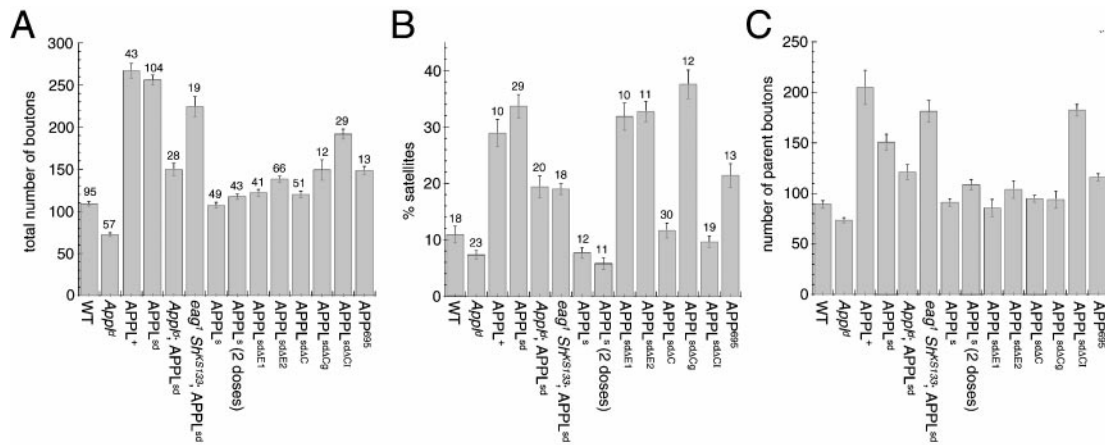 A
total number of boutons
300
250
200
150
100
50
0
95
57
43
104
28
19
49
43
41
66
51
12
29
13
WT
Appl^d
APPL^+
APPL^sd
Appl^d; APPL^sd
eag^1 Sh^KS133; APPL^sd
APPL^s
APPL^s (2 doses)
APPL^sdΔE1
APPL^sdΔE2
APPL^sdΔC
APPL^sdΔCg
APPL^sdΔCI
APP^695
B
% satellites
40
30
20
10
0
18
23
10
29
20
18
12
11
10
11
30
12
19
13
WT
Appl^d
APPL^+
APPL^sd
Appl^d; APPL^sd
eag^1 Sh^KS133; APPL^sd
APPL^s
APPL^s (2 doses)
APPL^sdΔE1
APPL^sdΔE2
APPL^sdΔC
APPL^sdΔCg
APPL^sdΔCI
APP^695
C
number of parent boutons
250
200
150
100
50
0
WT
Appl^d
APPL^+
APPL^sd
Appl^d; APPL^sd
eag^1 Sh^KS133; APPL^sd
APPL^s
APPL^s (2 doses)
APPL^sdΔE1
APPL^sdΔE2
APPL^sdΔC
APPL^sdΔCg
APPL^sdΔCI
APP^695